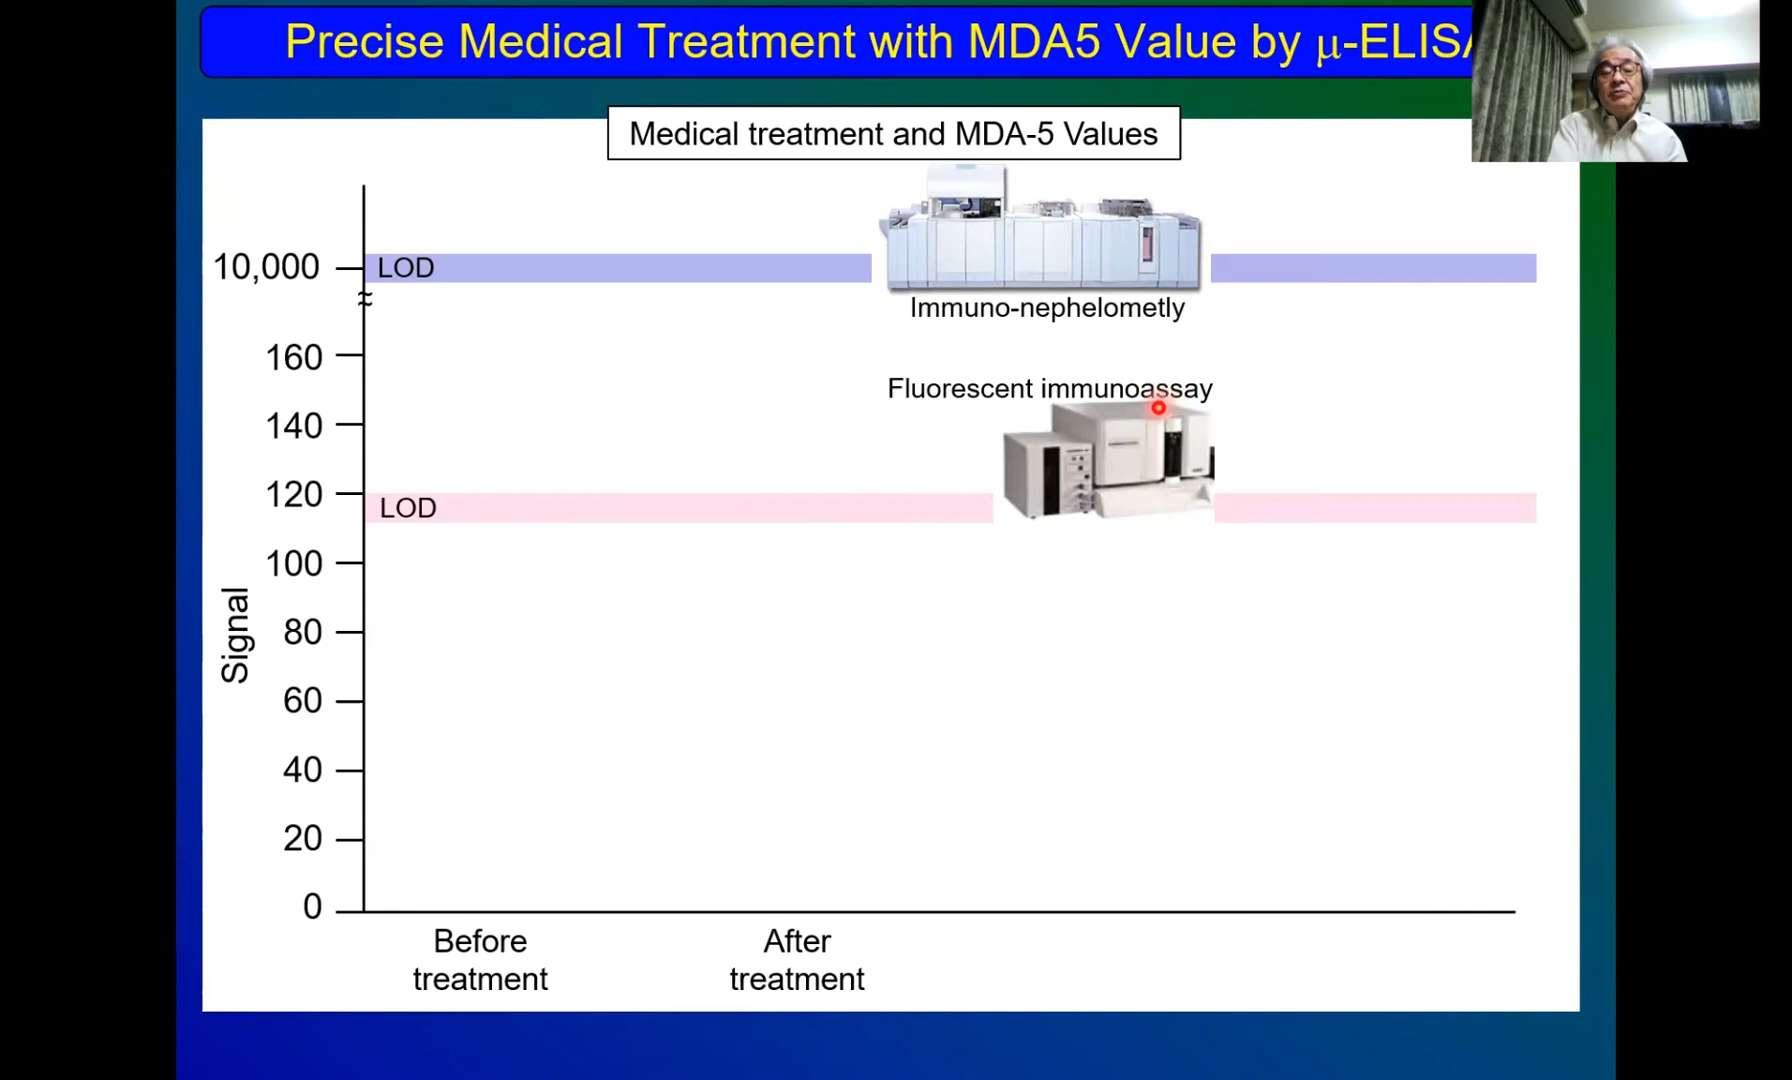 Precise Medical Treatment with MDA5 Value by μ-ELISA
Medical treatment and MDA-5 Values
10,000
LOD
≈
Immuno-nephelometly
160
Fluorescent immunoassay
140
120
LOD
100
Signal
80
60
40
20
0
Before
treatment
After
treatment